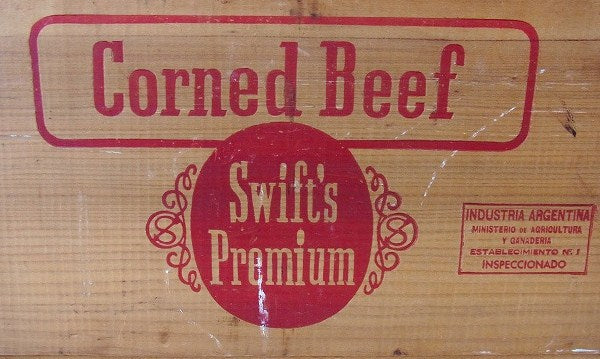 Corned Beef
Swift's
Premium
INDUSTRIA ARGENTINA
MINISTERIO DE AGRICULTURA
Y GANADERIA
ESTABLECIMIENTO Nº. 1
INSPECCIONADO